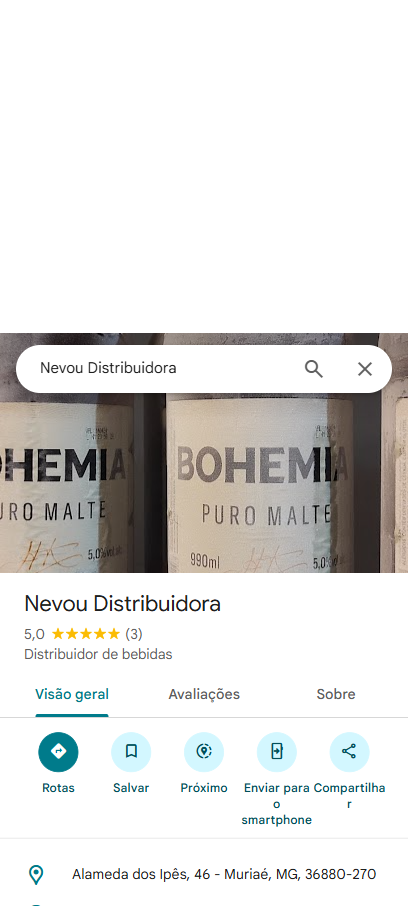 Nevou Distribuidora
BOHEMIA
PURO MALTE
5,0% vol alc
BOHEMIA
PURO MALTE
990ml
5,0%
Nevou Distribuidora
5,0 ★★★★★ (3)
Distribuidor de bebidas
Visão geral Avaliações Sobre
Rotas Salvar Próximo Enviar para o smartphone Compartilhar
Alameda dos Ipês, 46 - Muriaé, MG, 36880-270